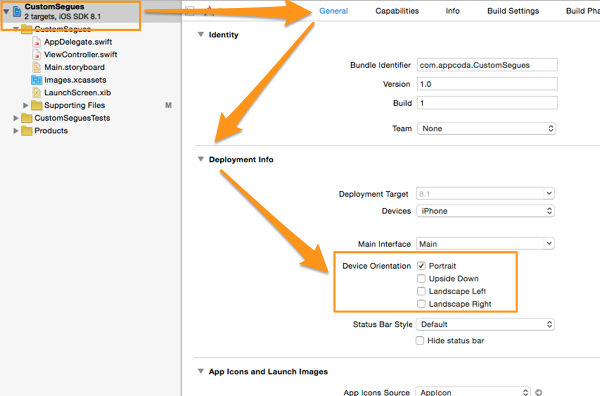 CustomSegues
2 targets, iOS SDK 8.1
CustomSegues
AppDelegate.swift
ViewController.swift
Main.storyboard
Images.xcassets
LaunchScreen.xib
Supporting Files M
CustomSeguesTests
Products
General Capabilities Info Build Settings Build Pha
Identity
Bundle Identifier com.appcoda.CustomSegues
Version 1.0
Build 1
Team None
Deployment Info
Deployment Target 8.1
Devices iPhone
Main Interface Main
Device Orientation Portrait
Upside Down
Landscape Left
Landscape Right
Status Bar Style Default
Hide status bar
App Icons and Launch Images
App Icons Source AppIcon